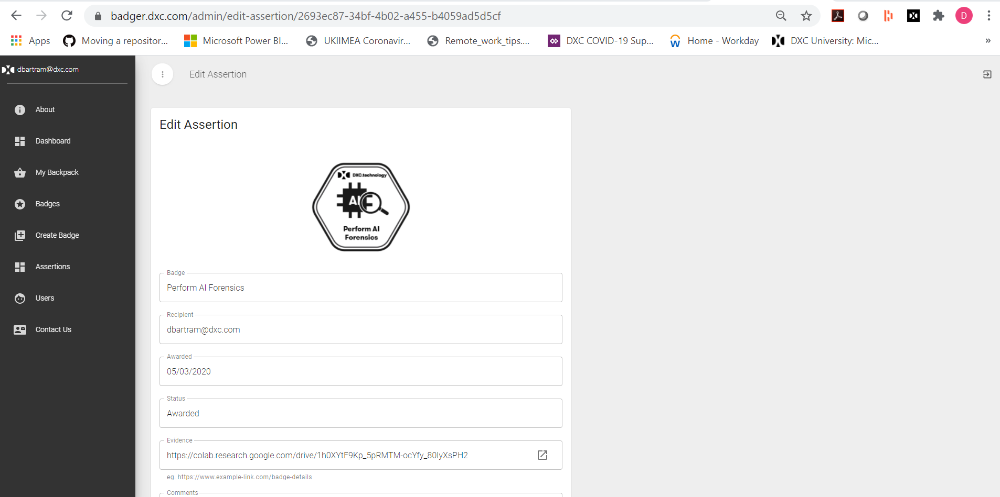 badger.dxc.com/admin/edit-assertion/2693ec87-34bf-4b02-a455-b4059ad5d5cf
D
Apps
Moving a repositor...
Microsoft Power BI...
UKIIMEA Coronavir...
Remote_work_tips....
DXC COVID-19 Sup...
Home - Workday
DXC University: Mic...
»
dbartram@dxc.com
Edit Assertion
About
Dashboard
My Backpack
Badges
Create Badge
Assertions
Users
Contact Us
Edit Assertion
DXC.technology
AI
Perform AI
Forensics
Badge
Perform AI Forensics
Recipient
dbartram@dxc.com
Awarded
05/03/2020
Status
Awarded
Evidence
https://colab.research.google.com/drive/1h0XYtF9Kp_5pRMTM-ocYfy_80IyXsPH2
eg. https://www.example-link.com/badge-details
Comments